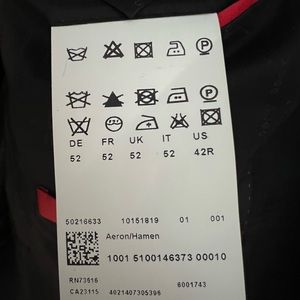 DE FR UK IT US
52 52 52 52 42R
50216633 10151819 01 001
Aeron/Hamen
1001 5100146373 00010
RN73616
CA23115 4021407305396 6001743